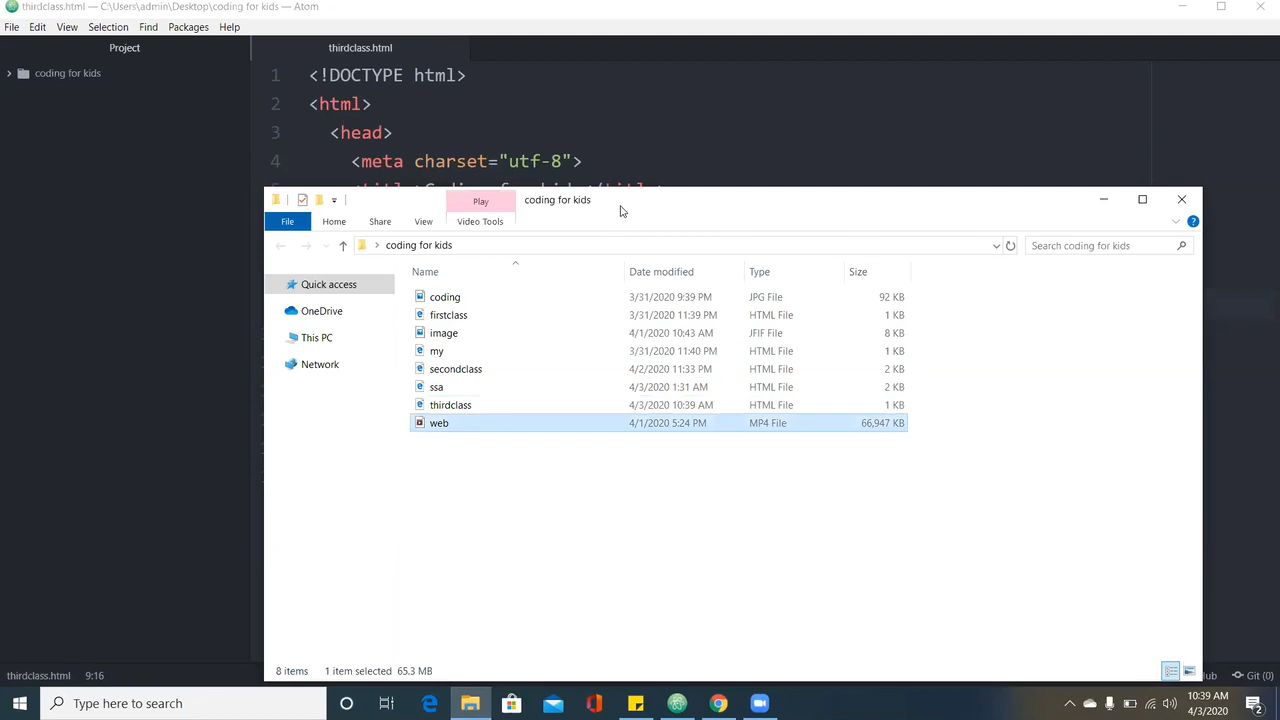 thirdclass.html — C:\Users\admin\Desktop\coding for kids — Atom
File Edit View Selection Find Packages Help
Project
thirdclass.html
coding for kids
1 <!DOCTYPE html>
2 <html>
3 <head>
4 <meta charset="utf-8">
Play
coding for kids
File Home Share View Video Tools
coding for kids
Search coding for kids
Quick access
OneDrive
This PC
Network
Name Date modified Type Size
coding 3/31/2020 9:39 PM JPG File 92 KB
firstclass 3/31/2020 11:39 PM HTML File 1 KB
image 4/1/2020 10:43 AM JFIF File 8 KB
my 3/31/2020 11:40 PM HTML File 1 KB
secondclass 4/2/2020 11:33 PM HTML File 2 KB
ssa 4/3/2020 1:31 AM HTML File 2 KB
thirdclass 4/3/2020 10:39 AM HTML File 1 KB
web 4/1/2020 5:24 PM MP4 File 66,947 KB
8 items 1 item selected 65.3 MB
thirdclass.html 9:16
Git (0)
Type here to search
10:39 AM
4/3/2020
2